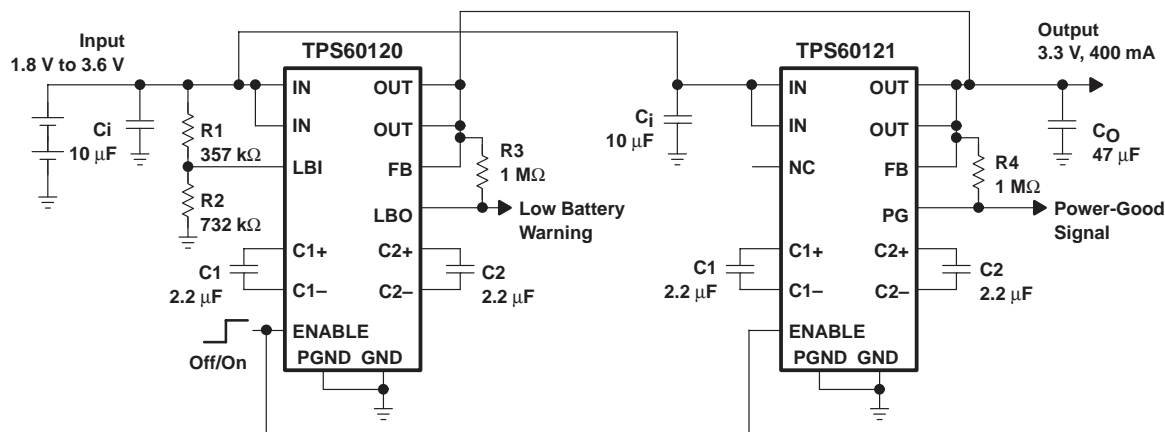 Input
1.8 V to 3.6 V
TPS60120
TPS60121
Output
3.3 V, 400 mA
IN
OUT
IN
OUT
Ci
10 μF
R1
357 kΩ
IN
OUT
LBI
FB
R3
1 MΩ
R2
732 kΩ
LBO
Low Battery
Warning
C1+
C2+
C1
2.2 μF
C1–
C2–
C2
2.2 μF
ENABLE
Off/On
PGND
GND
Ci
10 μF
IN
OUT
CO
47 μF
NC
FB
R4
1 MΩ
PG
Power-Good
Signal
C1+
C2+
C1
2.2 μF
C1–
C2–
C2
2.2 μF
ENABLE
PGND
GND